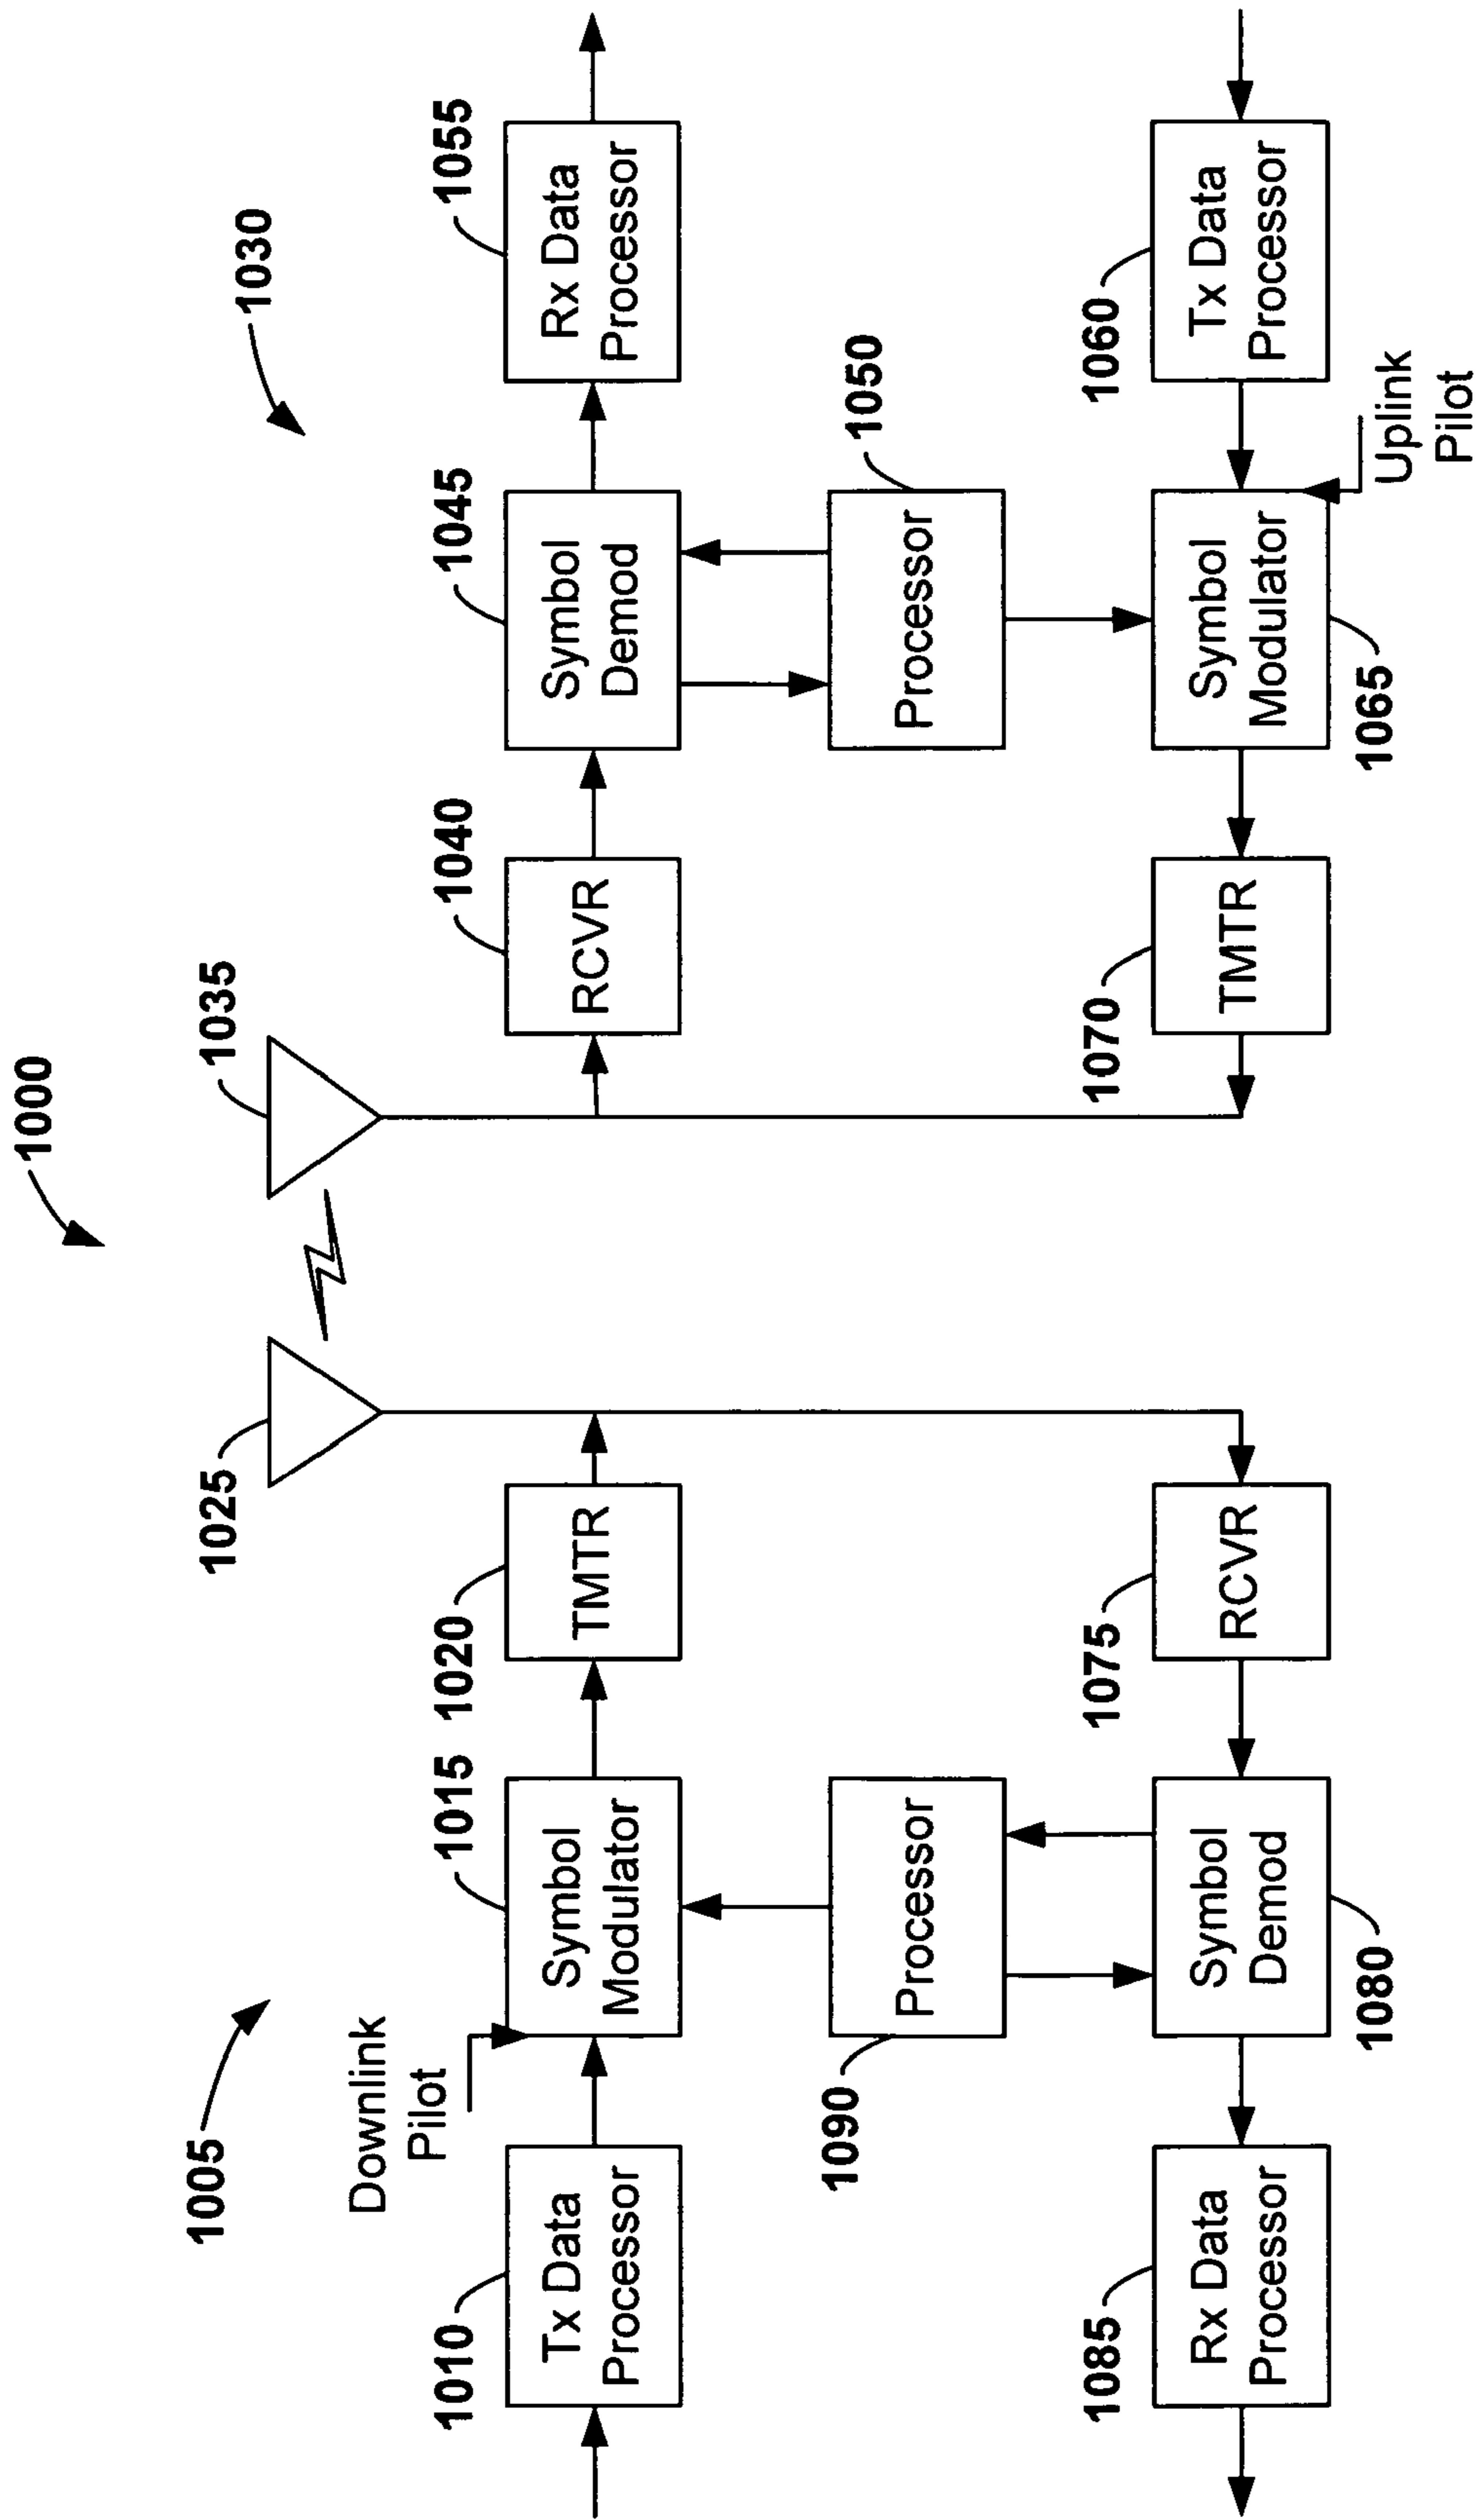 1000
1005
1025
1035
1030
Downlink
Pilot
1010
1015
1020
1040
1045
1055
Tx Data
Processor
Symbol
Modulator
TMTR
RCVR
Symbol
Demod
Rx Data
Processor
1090
1050
Processor
Processor
1085
1075
1070
1060
Rx Data
Processor
Symbol
Demod
RCVR
TMTR
Symbol
Modulator
Tx Data
Processor
1080
1065
Uplink
Pilot